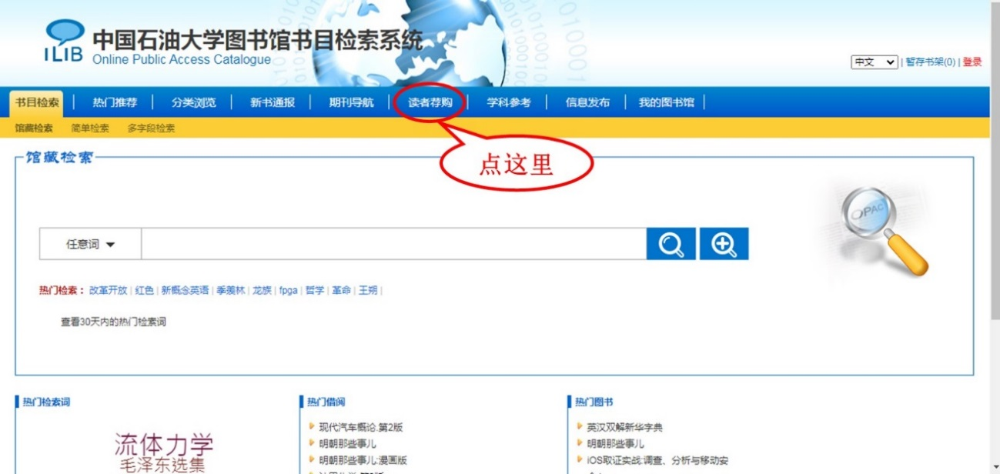 ILIB
中国石油大学图书馆书目检索系统
Online Public Access Catalogue
中文 | 暂存书架(0) | 登录
书目检索 | 热门推荐 | 分类浏览 | 新书通报 | 期刊导航 | 读者荐购 | 学科参考 | 信息发布 | 我的图书馆 |
馆藏检索 简单检索 多字段检索
点这里
馆藏检索
OPAC
任意词
热门检索： 改革开放 | 红色 | 新概念英语 | 季羡林 | 龙族 | fpga | 哲学 | 革命 | 王朔 |
查看30天内的热门检索词
热门检索词
流体力学
毛泽东选集
热门借阅
现代汽车概论.第2版
明朝那些事儿
明朝那些事儿:漫画版
热门图书
英汉双解新华字典
明朝那些事儿
iOS取证实战:调查、分析与移动安